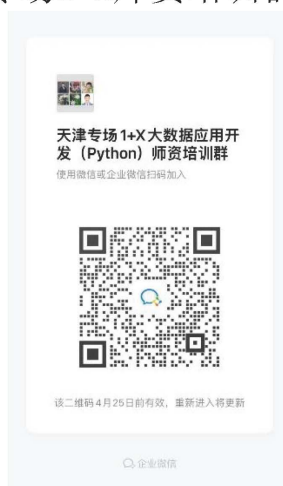 天津专场1+X大数据应用开
发（Python）师资培训群
使用微信或企业微信扫码加入
该二维码4月25日前有效，重新进入将更新
企业微信